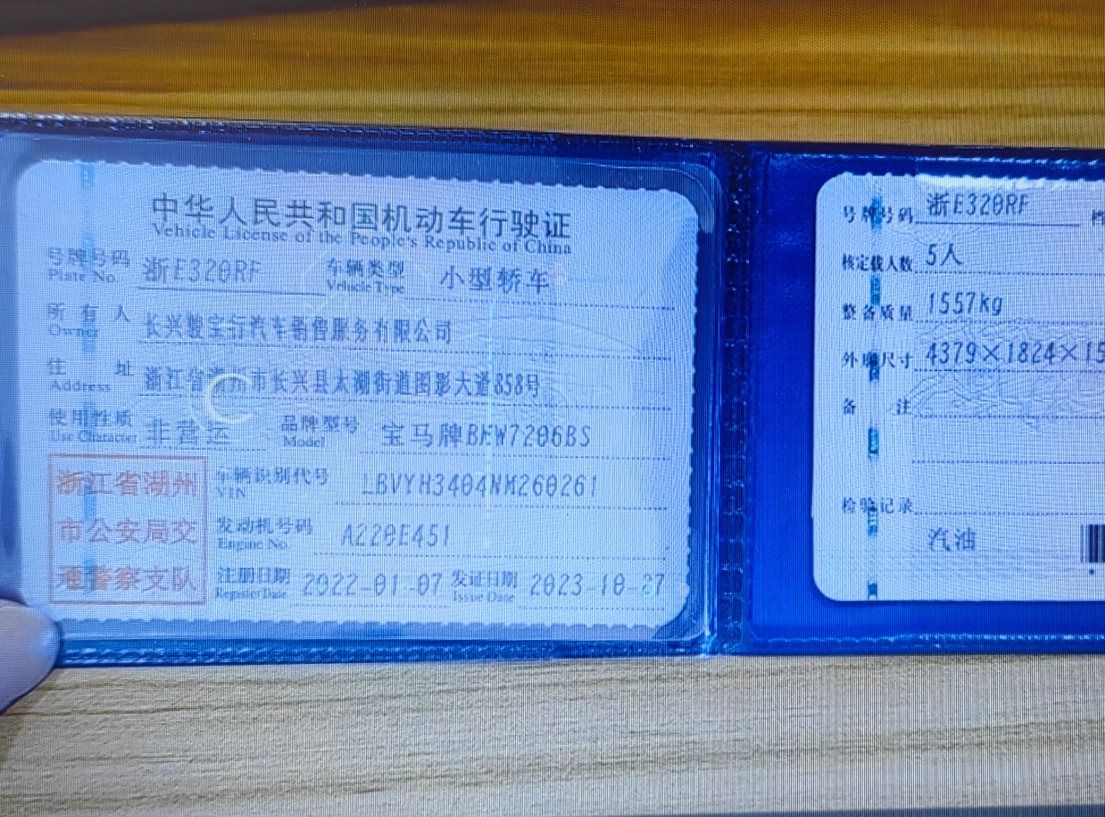 中华人民共和国机动车行驶证
Vehicle License of the People's Republic of China
号牌号码 浙E320RF 车辆类型 小型轿车
Plate No. Vehicle Type
所有人 长兴骏宝行汽车销售服务有限公司
Owner
住址 浙江省湖州市长兴县太湖街道图影大道858号
Address
使用性质 非营运 品牌型号 宝马牌BMW7206BS
Use Character Model
车辆识别代号 LBVYH3404NM260261
VIN
发动机号码 A220E451
Engine No.
注册日期 2022-01-07 发证日期 2023-10-27
Register Date Issue Date
浙江省湖州
市公安局交
通警察支队
号牌号码 浙E320RF
核定载人数 5人
整备质量 1557kg
外廓尺寸 4379×1824×15
备注
检验记录
汽油